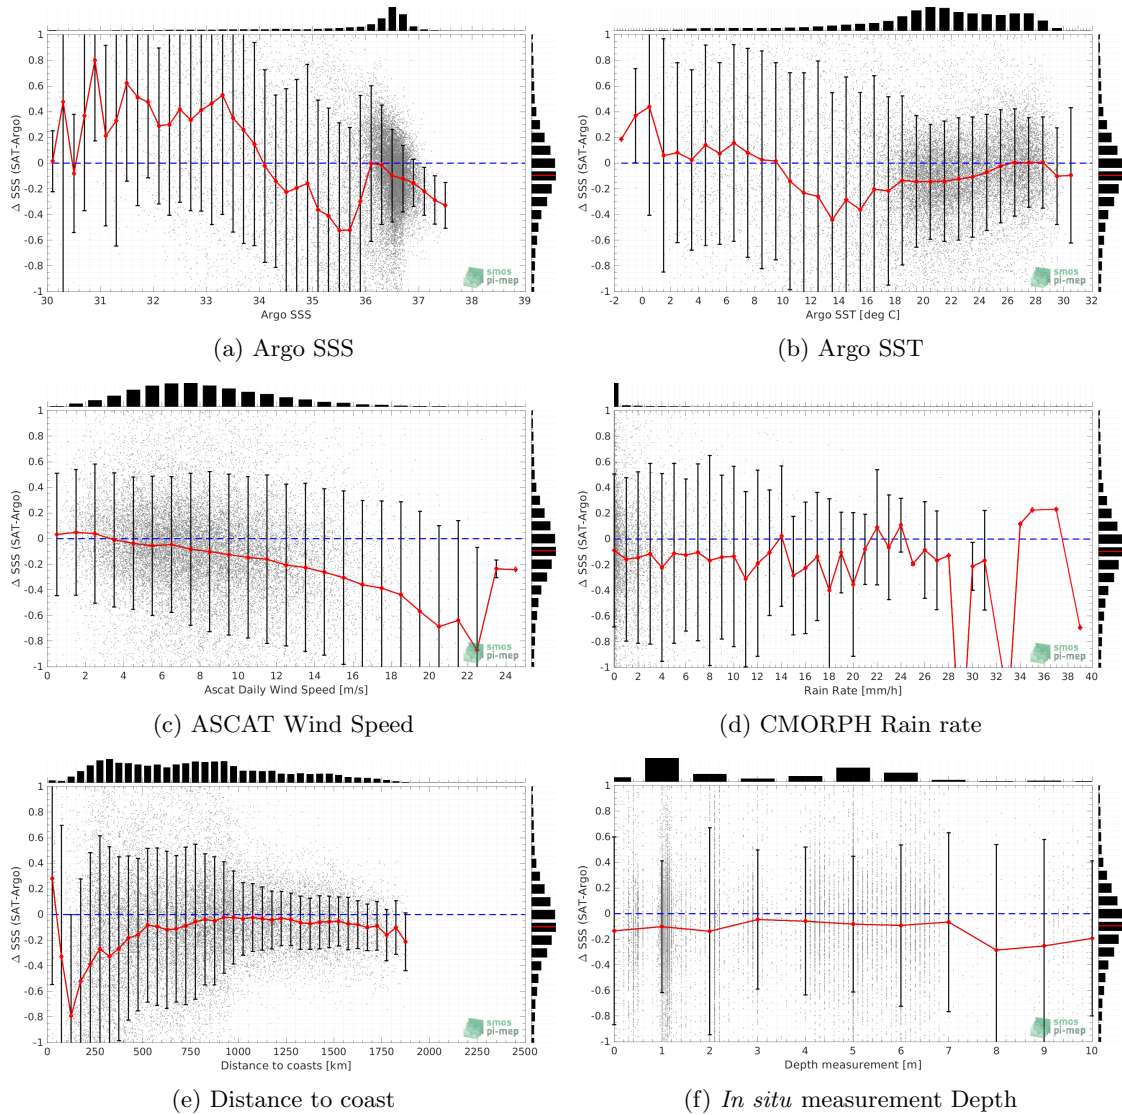 1
0.8
0.6
0.4
0.2
0
-0.2
-0.4
-0.6
-0.8
-1
Δ SSS (SAT-Argo)
30 31 32 33 34 35 36 37 38 39
Argo SSS
smos
pi-mep
(a) Argo SSS
1
0.8
0.6
0.4
0.2
0
-0.2
-0.4
-0.6
-0.8
-1
Δ SSS (SAT-Argo)
-2 0 2 4 6 8 10 12 14 16 18 20 22 24 26 28 30 32
Argo SST [deg C]
smos
pi-mep
(b) Argo SST
1
0.8
0.6
0.4
0.2
0
-0.2
-0.4
-0.6
-0.8
-1
Δ SSS (SAT-Argo)
0 2 4 6 8 10 12 14 16 18 20 22 24
Ascat Daily Wind Speed [m/s]
smos
pi-mep
(c) ASCAT Wind Speed
1
0.8
0.6
0.4
0.2
0
-0.2
-0.4
-0.6
-0.8
-1
Δ SSS (SAT-Argo)
0 2 4 6 8 10 12 14 16 18 20 22 24 26 28 30 32 34 36 38 40
Rain Rate [mm/h]
smos
pi-mep
(d) CMORPH Rain rate
1
0.8
0.6
0.4
0.2
0
-0.2
-0.4
-0.6
-0.8
-1
Δ SSS (SAT-Argo)
0 250 500 750 1000 1250 1500 1750 2000 2250 2500
Distance to coasts [km]
smos
pi-mep
(e) Distance to coast
1
0.8
0.6
0.4
0.2
0
-0.2
-0.4
-0.6
-0.8
-1
Δ SSS (SAT-Argo)
0 1 2 3 4 5 6 7 8 9 10
Depth measurement [m]
smos
pi-mep
(f) In situ measurement Depth